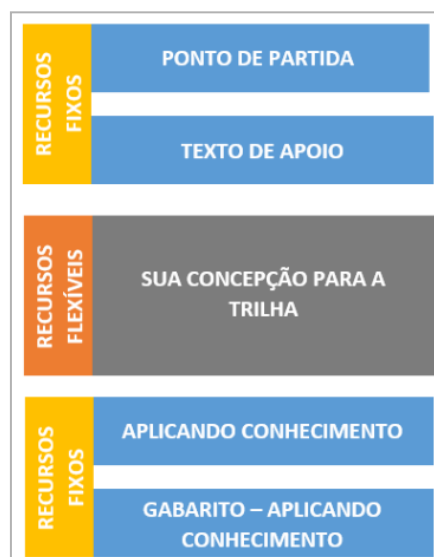 RECURSOS
FIXOS
PONTO DE PARTIDA
TEXTO DE APOIO
RECURSOS
FLEXÍVEIS
SUA CONCEPÇÃO PARA A
TRILHA
RECURSOS
FIXOS
APLICANDO CONHECIMENTO
GABARITO – APLICANDO
CONHECIMENTO